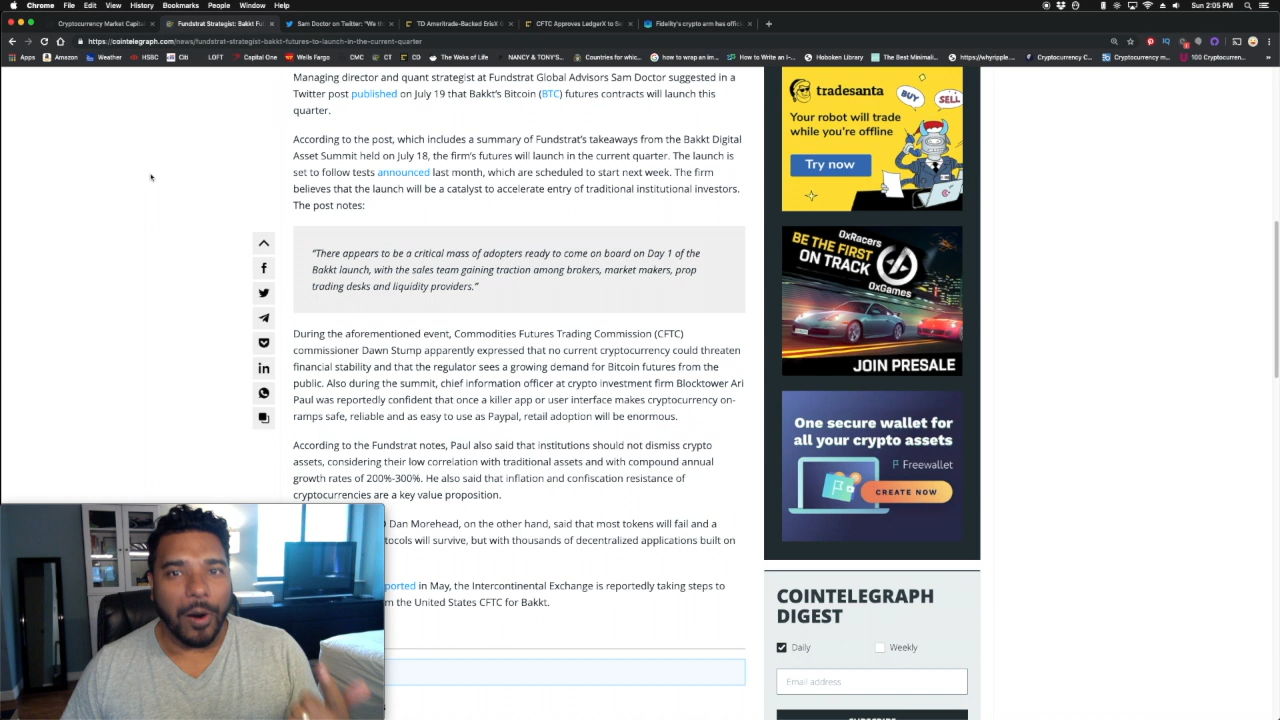 Chrome File Edit View History Bookmarks People Window Help
Sun 2:05 PM
Cryptocurrency Market Capita
Fundstrat Strategist: Bakkt Fu
Sam Doctor on Twitter: "We th
TD Ameritrade-Backed ErisX G
CFTC Approves LedgerX to Se
Fidelity's crypto arm has offici
https://cointelegraph.com/news/fundstrat-strategist-bakkt-futures-to-launch-in-the-current-quarter
Apps Amazon Weather HSBC Citi LOFT Capital One Wells Fargo CMC CT CD The Woks of Life NANCY & TONY'S... Countries for whic... how to wrap an im... How to Write an I... Hoboken Library The Best Minimali... https://whyripple... Cryptocurrency C... Cryptocurrency m... 100 Cryptocurren...
Managing director and quant strategist at Fundstrat Global Advisors Sam Doctor suggested in a
Twitter post published on July 19 that Bakkt's Bitcoin (BTC) futures contracts will launch this
quarter.
According to the post, which includes a summary of Fundstrat's takeaways from the Bakkt Digital
Asset Summit held on July 18, the firm's futures will launch in the current quarter. The launch is
set to follow tests announced last month, which are scheduled to start next week. The firm
believes that the launch will be a catalyst to accelerate entry of traditional institutional investors.
The post notes:
"There appears to be a critical mass of adopters ready to come on board on Day 1 of the
Bakkt launch, with the sales team gaining traction among brokers, market makers, prop
trading desks and liquidity providers."
During the aforementioned event, Commodities Futures Trading Commission (CFTC)
commissioner Dawn Stump apparently expressed that no current cryptocurrency could threaten
financial stability and that the regulator sees a growing demand for Bitcoin futures from the
public. Also during the summit, chief information officer at crypto investment firm Blocktower Ari
Paul was reportedly confident that once a killer app or user interface makes cryptocurrency on-
ramps safe, reliable and as easy to use as Paypal, retail adoption will be enormous.
According to the Fundstrat notes, Paul also said that institutions should not dismiss crypto
assets, considering their low correlation with traditional assets and with compound annual
growth rates of 200%-300%. He also said that inflation and confiscation resistance of
cryptocurrencies are a key value proposition.
Dan Morehead, on the other hand, said that most tokens will fail and a
tocols will survive, but with thousands of decentralized applications built on
ported in May, the Intercontinental Exchange is reportedly taking steps to
m the United States CFTC for Bakkt.
tradesanta
BUY
SELL
Your robot will trade
while you're offline
Try now
0xRacers
BE THE FIRST
ON TRACK
0xGames
JOIN PRESALE
One secure wallet for
all your crypto assets
Freewallet
CREATE NOW
COINTELEGRAPH
DIGEST
Daily
Weekly
Email address